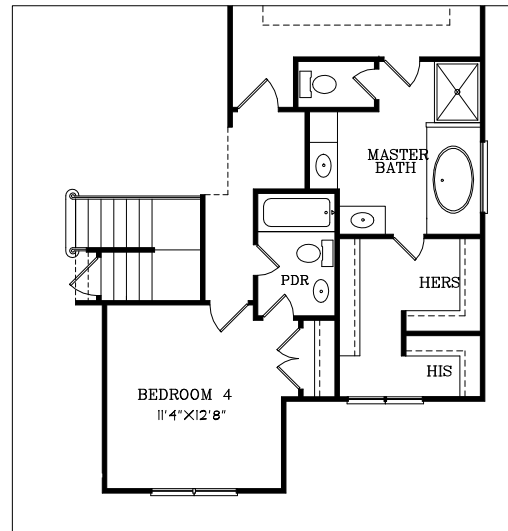 MASTER
BATH
PDR
HERS
HIS
BEDROOM 4
11'4"X12'8"